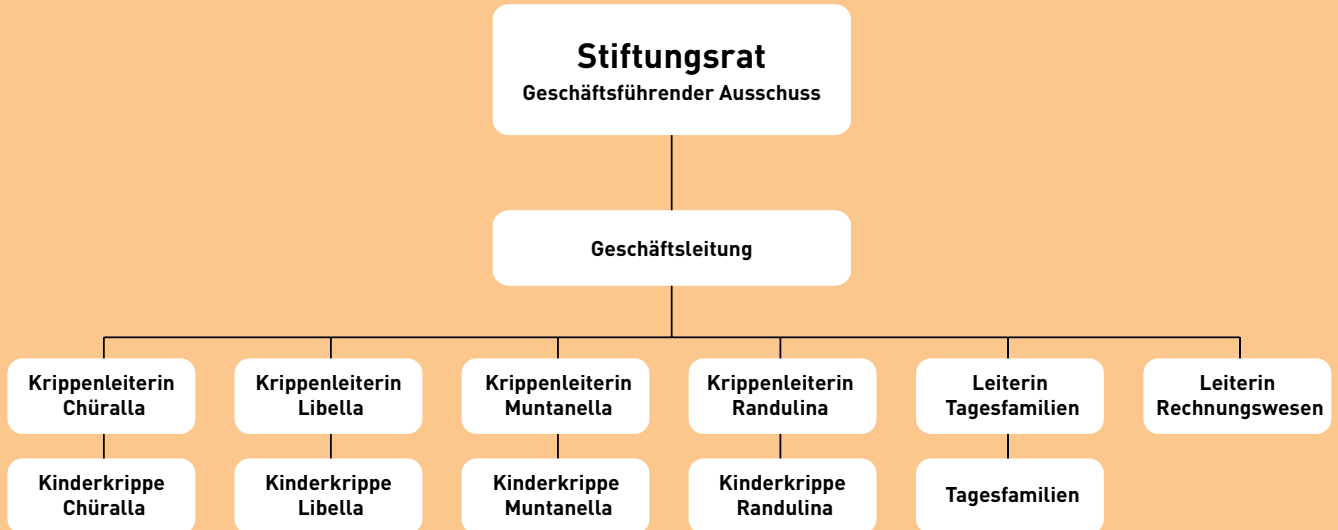 Stiftungsrat
Geschäftsführender Ausschuss
Geschäftsleitung
Krippenleiterin
Chüralla
Krippenleiterin
Libella
Krippenleiterin
Muntanella
Krippenleiterin
Randulina
Leiterin
Tagesfamilien
Leiterin
Rechnungswesen
Kinderkrippe
Chüralla
Kinderkrippe
Libella
Kinderkrippe
Muntanella
Kinderkrippe
Randulina
Tagesfamilien